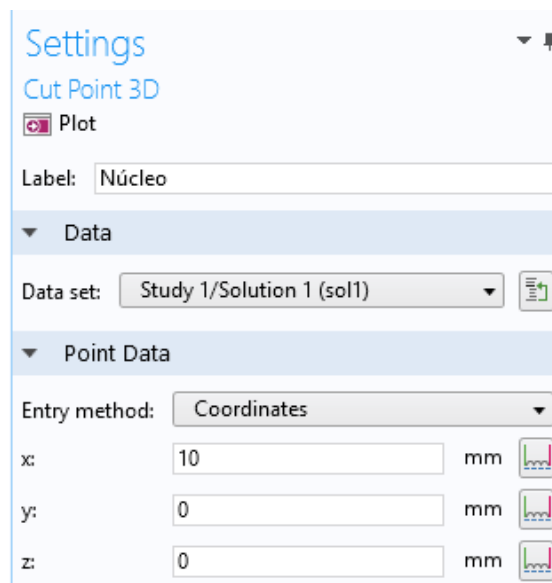 Settings
Cut Point 3D
Plot
Label: Núcleo
Data
Data set: Study 1/Solution 1 (sol1)
Point Data
Entry method: Coordinates
x: 10 mm
y: 0 mm
z: 0 mm